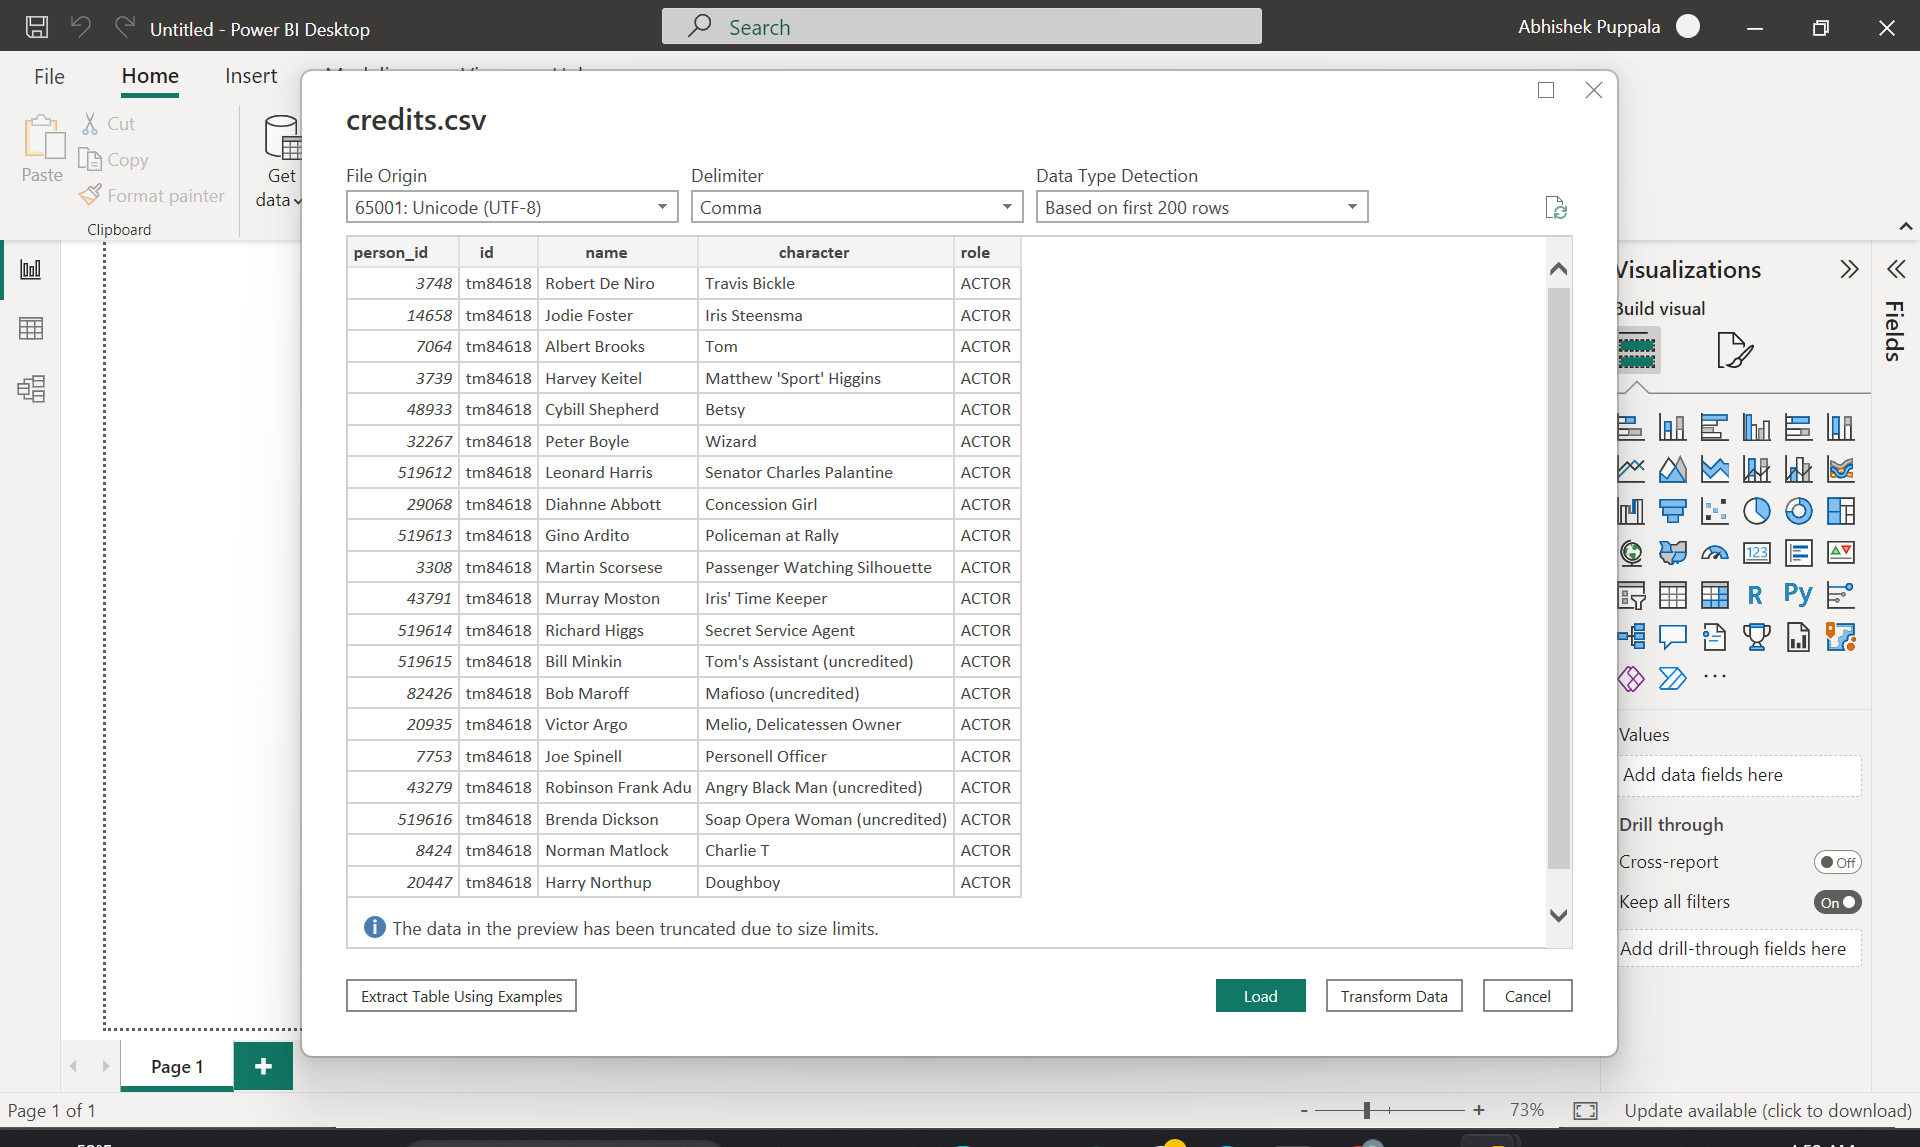 Untitled - Power BI Desktop
Search
Abhishek Puppala
File Home Insert
Paste
Cut
Copy
Format painter
Clipboard
Get
data
credits.csv
File Origin Delimiter Data Type Detection
65001: Unicode (UTF-8) Comma Based on first 200 rows
person_id id name character role
3748 tm84618 Robert De Niro Travis Bickle ACTOR
14658 tm84618 Jodie Foster Iris Steensma ACTOR
7064 tm84618 Albert Brooks Tom ACTOR
3739 tm84618 Harvey Keitel Matthew 'Sport' Higgins ACTOR
48933 tm84618 Cybill Shepherd Betsy ACTOR
32267 tm84618 Peter Boyle Wizard ACTOR
519612 tm84618 Leonard Harris Senator Charles Palantine ACTOR
29068 tm84618 Diahnne Abbott Concession Girl ACTOR
519613 tm84618 Gino Ardito Policeman at Rally ACTOR
3308 tm84618 Martin Scorsese Passenger Watching Silhouette ACTOR
43791 tm84618 Murray Moston Iris' Time Keeper ACTOR
519614 tm84618 Richard Higgs Secret Service Agent ACTOR
519615 tm84618 Bill Minkin Tom's Assistant (uncredited) ACTOR
82426 tm84618 Bob Maroff Mafioso (uncredited) ACTOR
20935 tm84618 Victor Argo Melio, Delicatessen Owner ACTOR
7753 tm84618 Joe Spinell Personell Officer ACTOR
43279 tm84618 Robinson Frank Adu Angry Black Man (uncredited) ACTOR
519616 tm84618 Brenda Dickson Soap Opera Woman (uncredited) ACTOR
8424 tm84618 Norman Matlock Charlie T ACTOR
20447 tm84618 Harry Northup Doughboy ACTOR
The data in the preview has been truncated due to size limits.
Extract Table Using Examples
Load Transform Data Cancel
Visualizations
Build visual
Fields
123
R Py
...
Values
Add data fields here
Drill through
Cross-report
Off
Keep all filters
On
Add drill-through fields here
Page 1
+
Page 1 of 1
- + 73%
Update available (click to download)